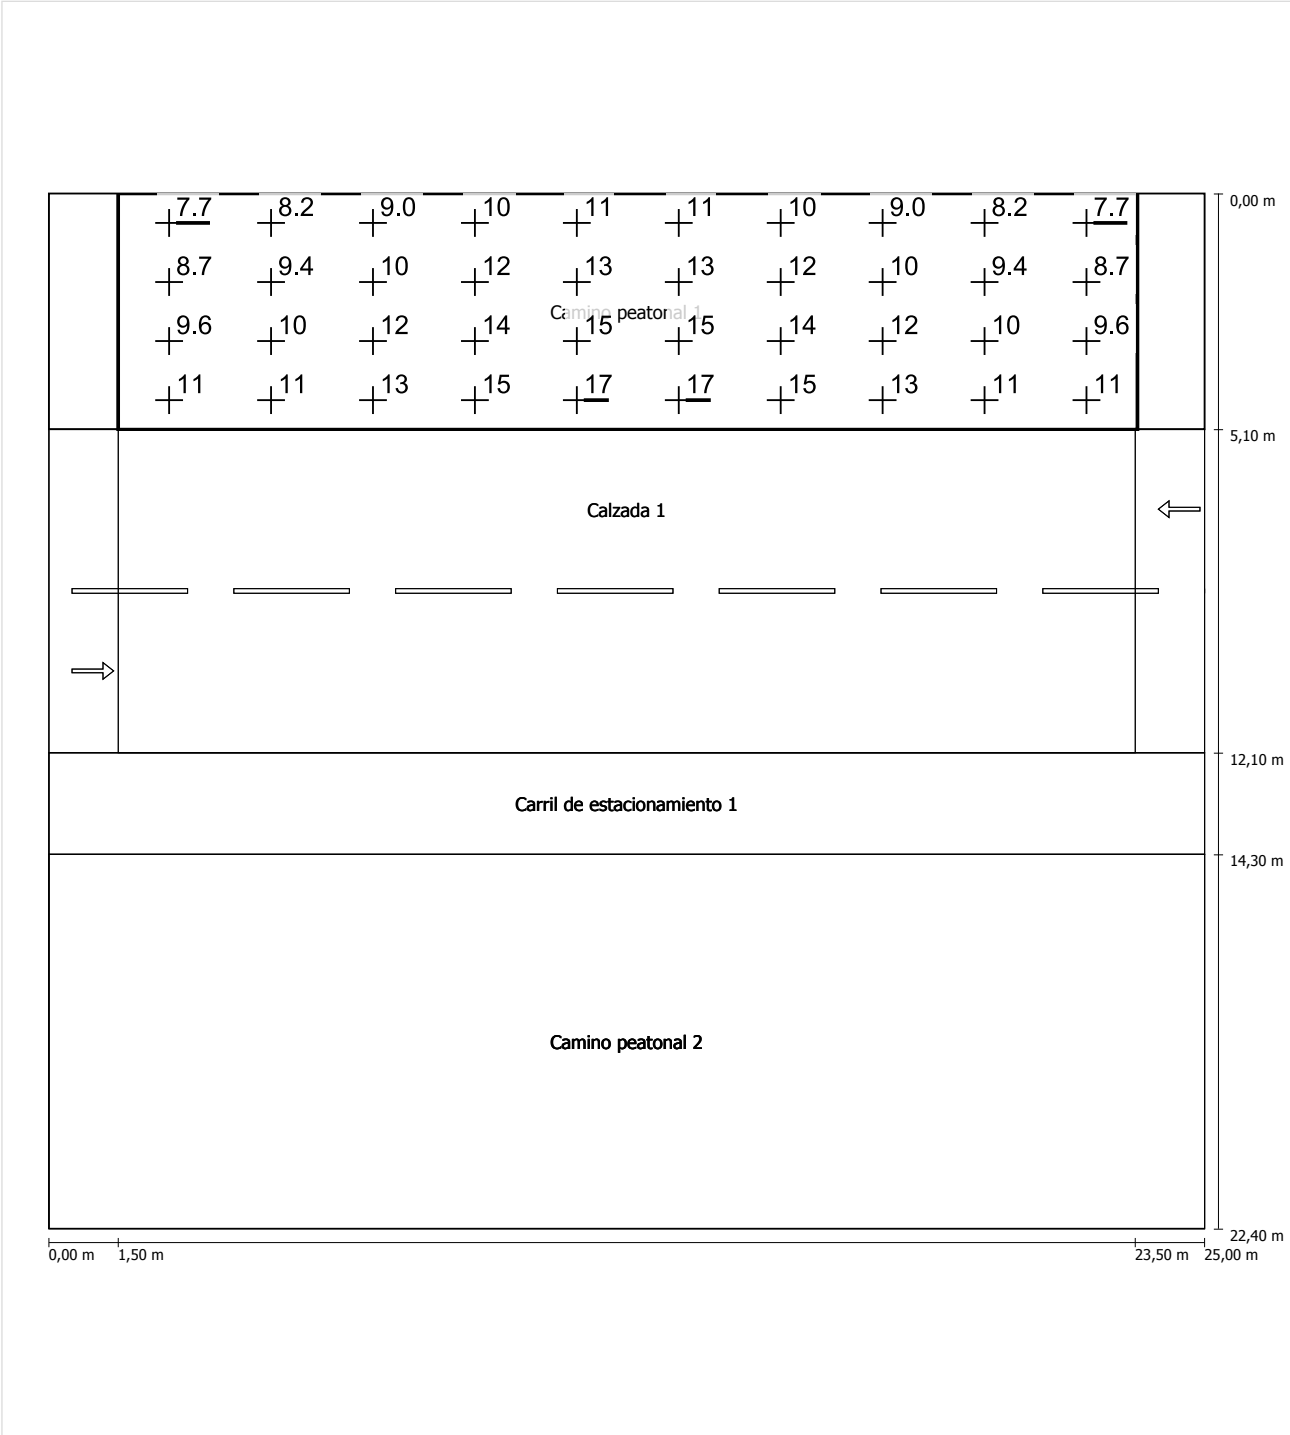 7.7 8.2 9.0 10 11 11 10 9.0 8.2 7.7
0,00 m
8.7 9.4 10 12 13 13 12 10 9.4 8.7
Camino peatonal 1
9.6 10 12 14 15 15 14 12 10 9.6
11 11 13 15 17 17 15 13 11 11
5,10 m
Calzada 1
12,10 m
Carril de estacionamiento 1
14,30 m
Camino peatonal 2
22,40 m
0,00 m 1,50 m 23,50 m 25,00 m